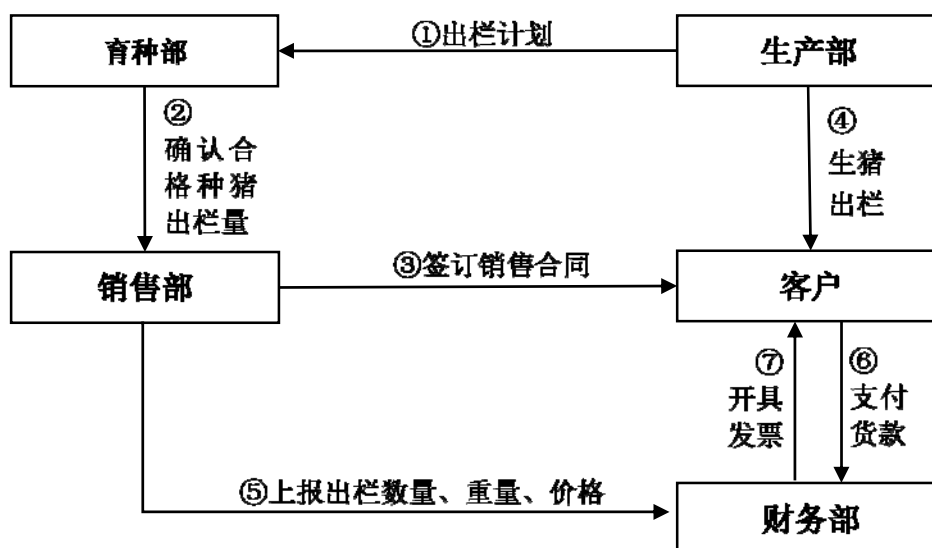 ①出栏计划
育种部
生产部
②
确认合
格种猪
出栏量
④
生猪
出栏
销售部
③签订销售合同
客户
⑦
开具
发票
⑥
支付
货款
⑤上报出栏数量、重量、价格
财务部